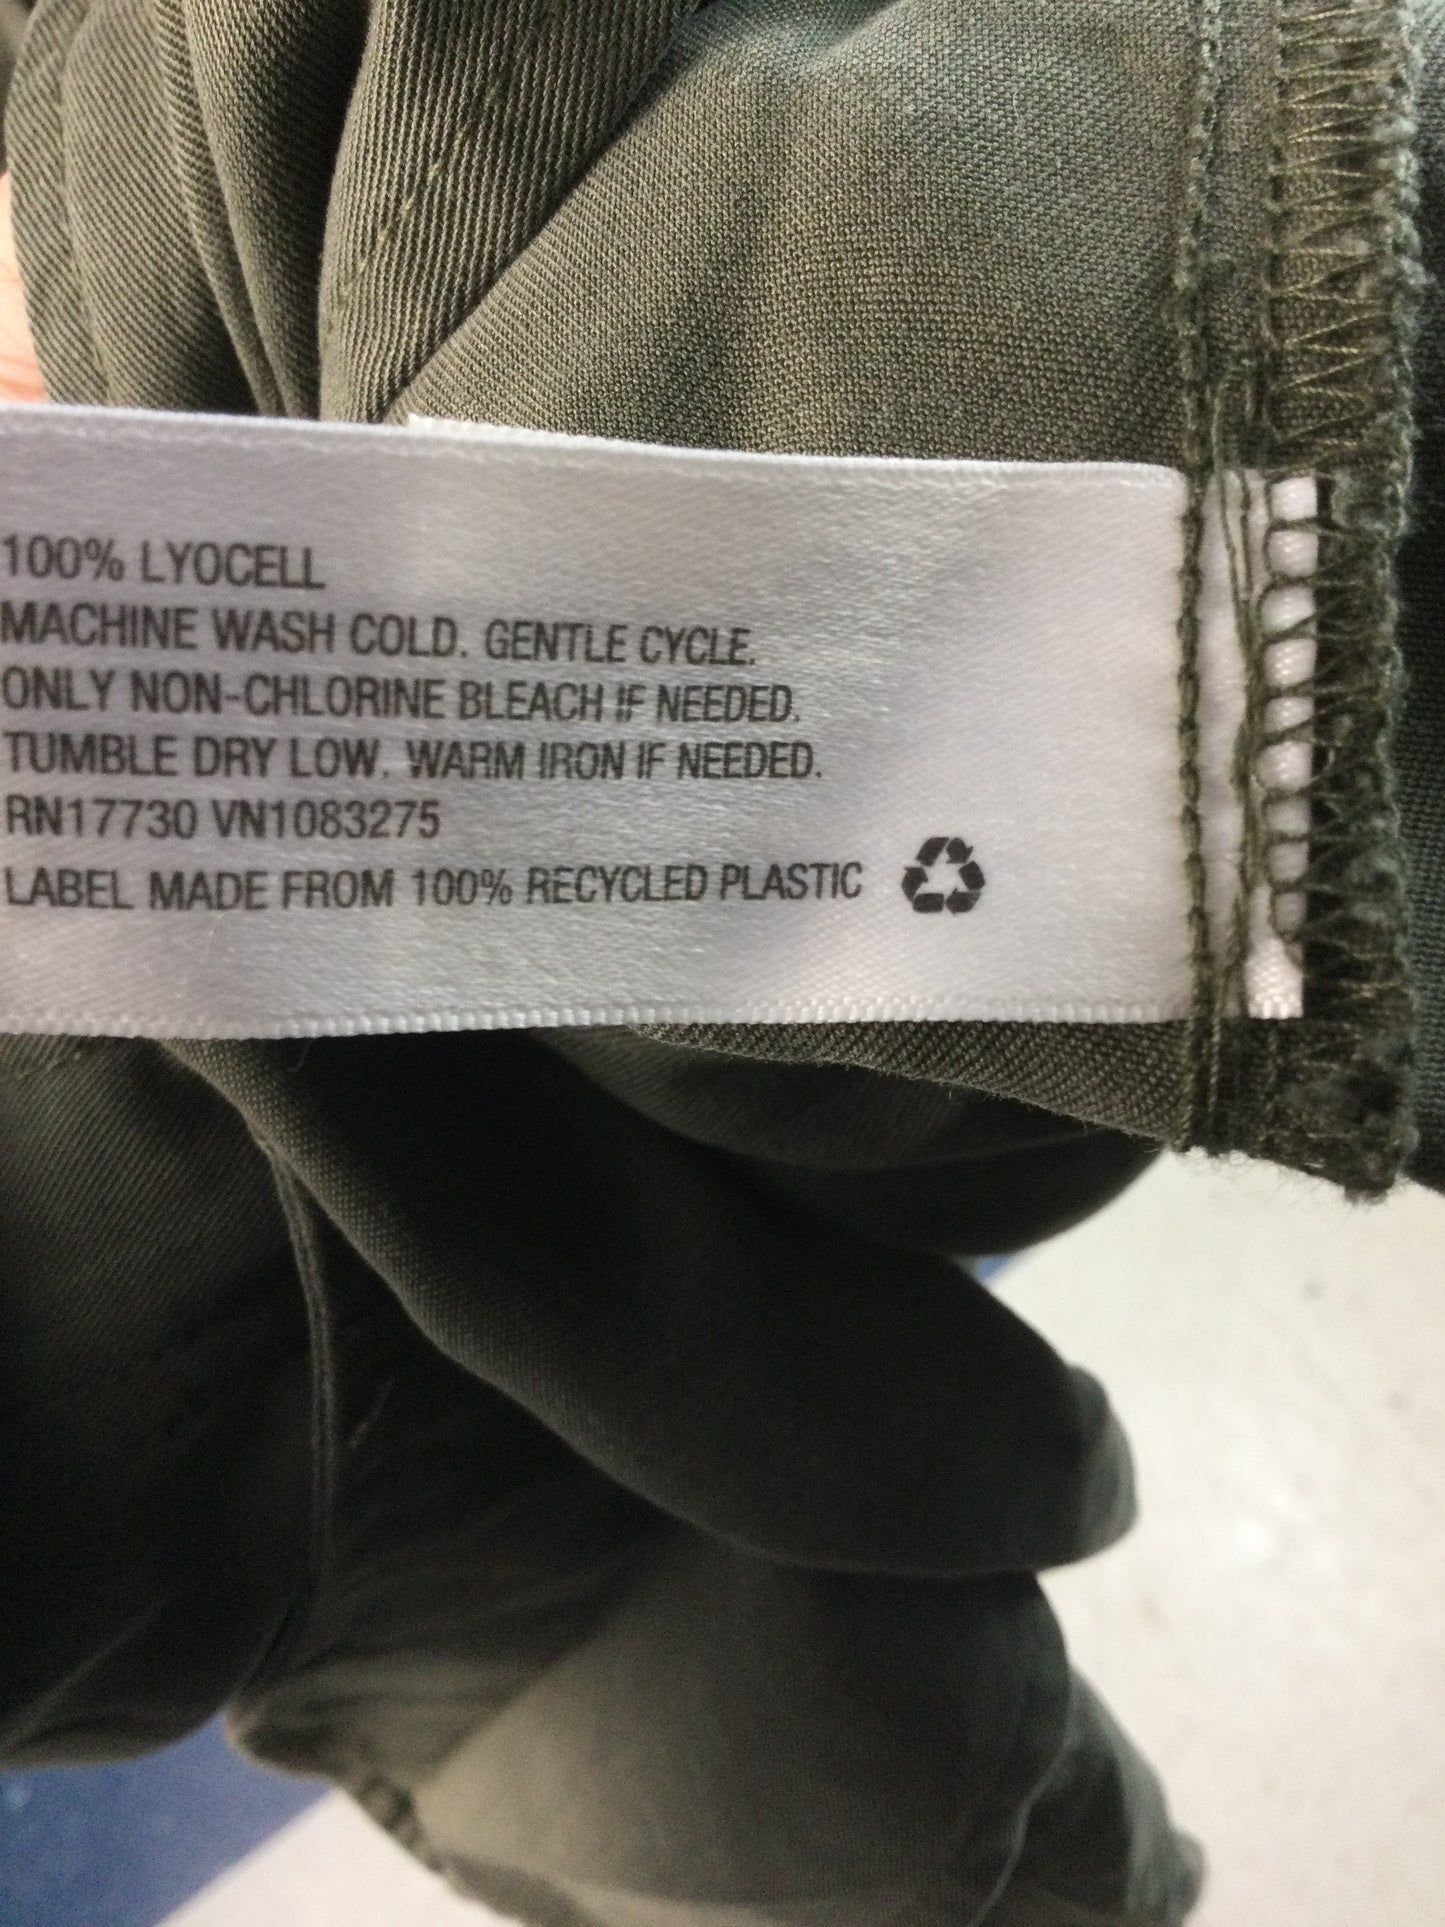 100% LYOCELL
MACHINE WASH COLD. GENTLE CYCLE.
ONLY NON-CHLORINE BLEACH IF NEEDED.
TUMBLE DRY LOW. WARM IRON IF NEEDED.
RN17730 VN1083275
LABEL MADE FROM 100% RECYCLED PLASTIC